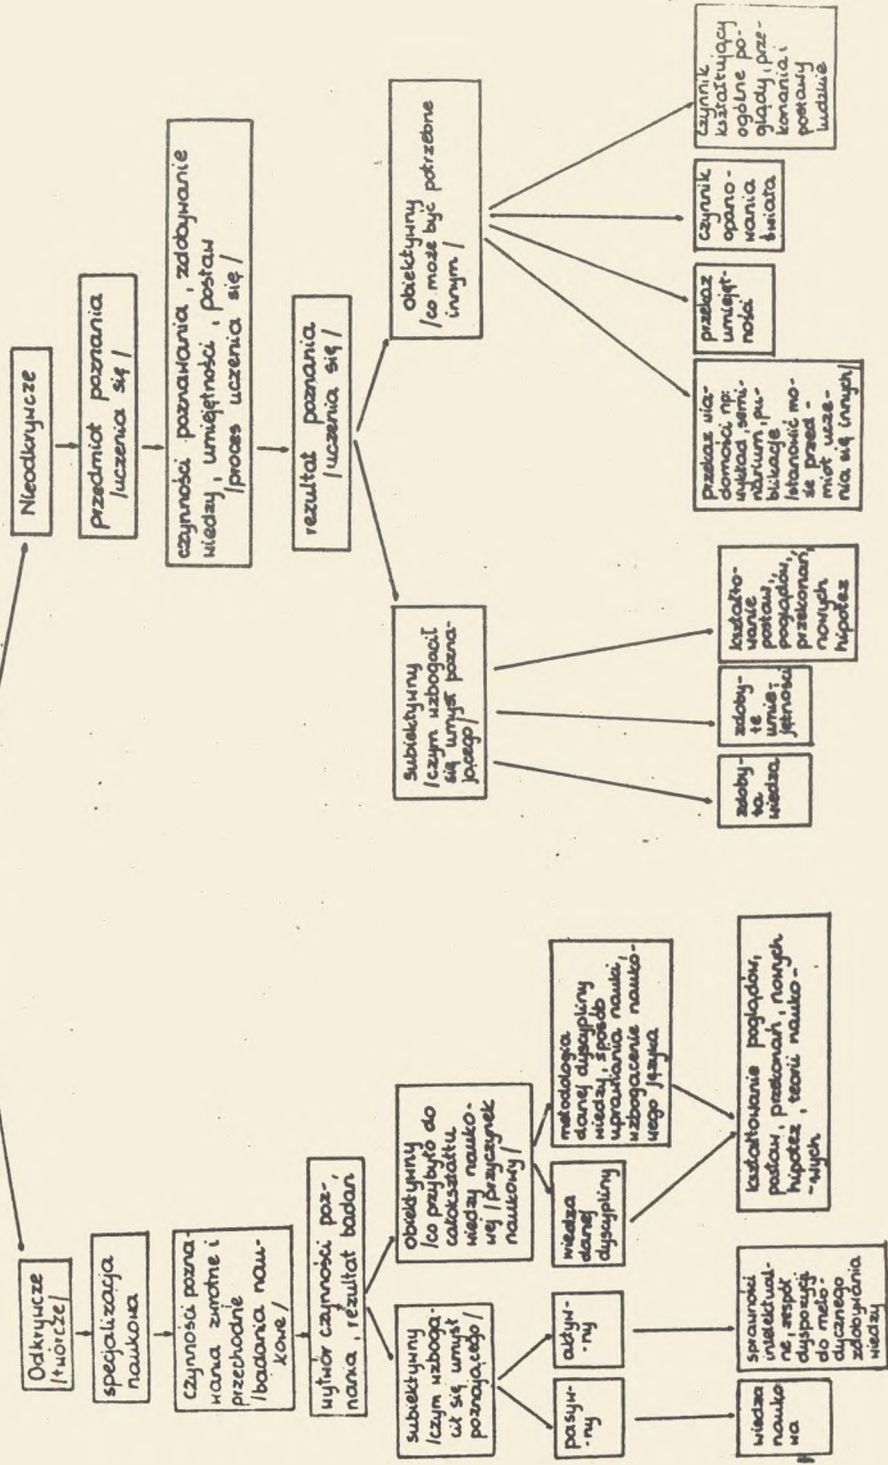 Odkrywcze
/twórcze/
specjalizacja
naukowa
czynności pozna-
wania zwrotne i
przechodnie
/badania nau-
kowe/
wytwór czynności poz-
nania, rezultat badań
subiektywny
/czym wzboga-
cił się umysł
poznającego/
obiektywny
/co przybyło do
całokształtu
wiedzy nauko-
wej /przyczynek
naukowy/
pasyw-
-ny
aktyw-
-ny
wiedza
danej
dyscypliny
metodologia
danej dyscypliny
wiedzy, sposób
uprawiania nauki,
wzbogacenie nauko-
wego języka
wiedza
nauko
wa
sprawności
intelektual-
ne, zespół
dyspozycji
do meto-
dycznego
zdobywania
wiedzy
kształtowanie poglądów,
postaw, przekonań, nowych
hipotez, teorii nauko-
-wych
Nieodkrywcze
przedmiot poznania
/uczenia się/
czynności poznawania, zdobywanie
wiedzy, umiejętności, postaw
/proces uczenia się/
rezultat poznania
/uczenia się/
subiektywny
/czym wzbogacił
się umysł pozna-
jącego/
obiektywny
/co może być potrzebne
innym/
zdoby-
ta
wiedza
zdoby-
te
umie-
jętności
kształto-
wanie
postaw,
poglądów,
przekonań,
nowych
hipotez
przekaz wia-
domości np:
wykład, semi-
narium, pu-
blikacje
/stanowić mo-
że przed-
miot ucze-
nia się innych/
przekaz
umiejęt-
ności
czynnik
opano-
wania
świata
czynnik
kształtujący
ogólne po-
glądy, prze-
konania i
postawy
ludzkie